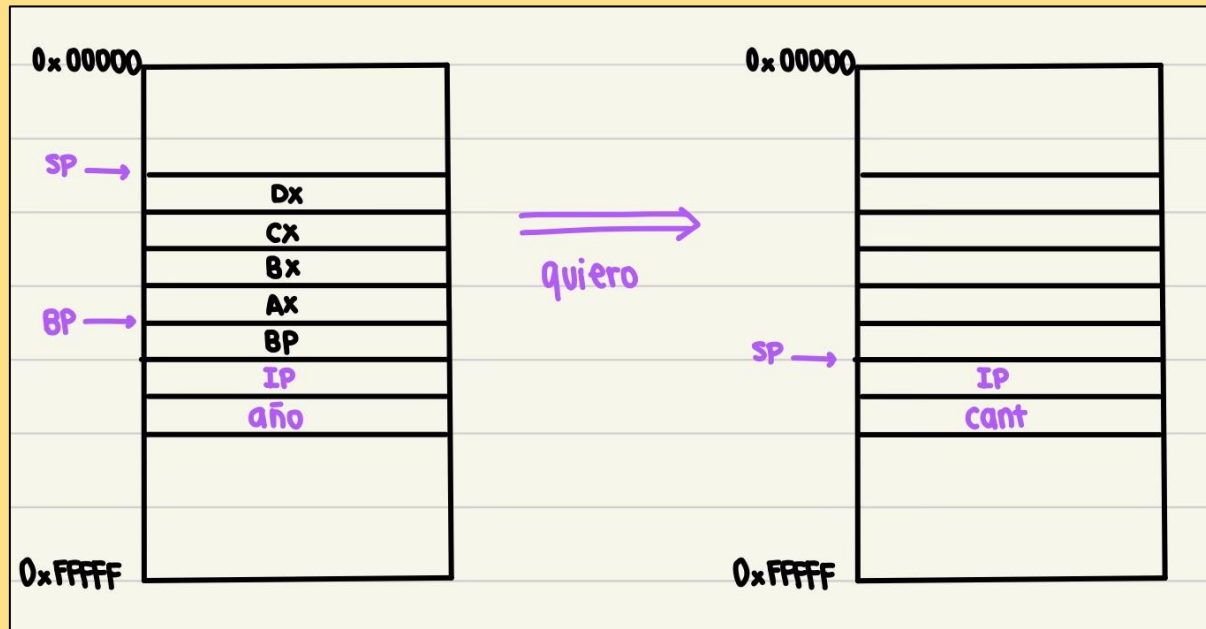 0x00000
SP
DX
CX
BX
AX
BP
BP
IP
año
0xFFFFF
quiero
0x00000
SP
IP
cant
0xFFFFF